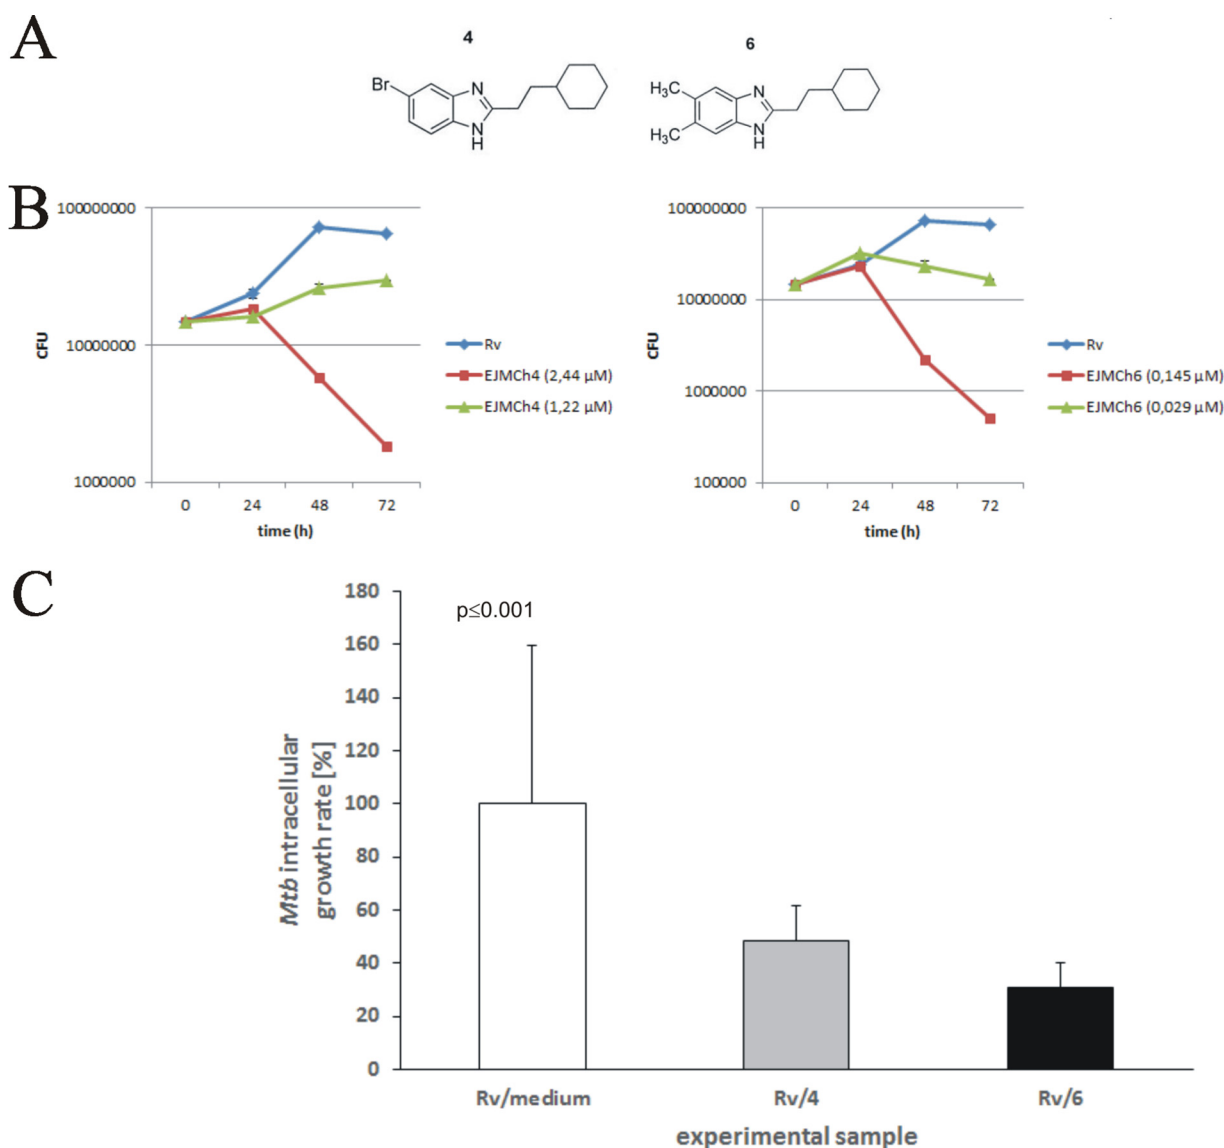 A
4
6
Br
N
N
H
H₃C
H₃C
N
N
H
B
100000000
10000000
1000000
CFU
0 24 48 72
time (h)
Rv
EJMCh4 (2,44 µM)
EJMCh4 (1,22 µM)
100000000
10000000
1000000
100000
CFU
0 24 48 72
time (h)
Rv
EJMCh6 (0,145 µM)
EJMCh6 (0,029 µM)
C
p≤0.001
180
160
140
120
100
80
60
40
20
0
Mtb intracellular
growth rate [%]
Rv/medium Rv/4 Rv/6
experimental sample